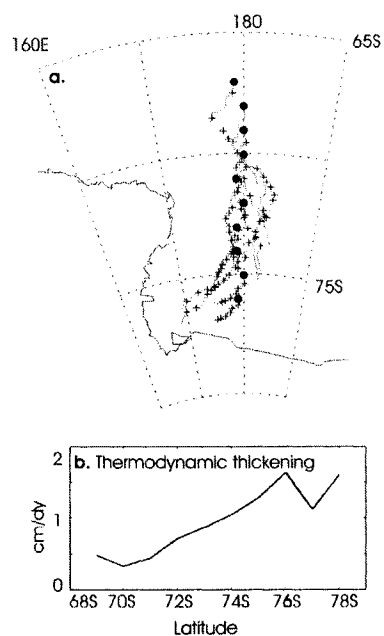 180
160E
65S
a.
75S
b. Thermodynamic thickening
2
1
0
cm/dy
68S 70S 72S 74S 76S 78S
Latitude